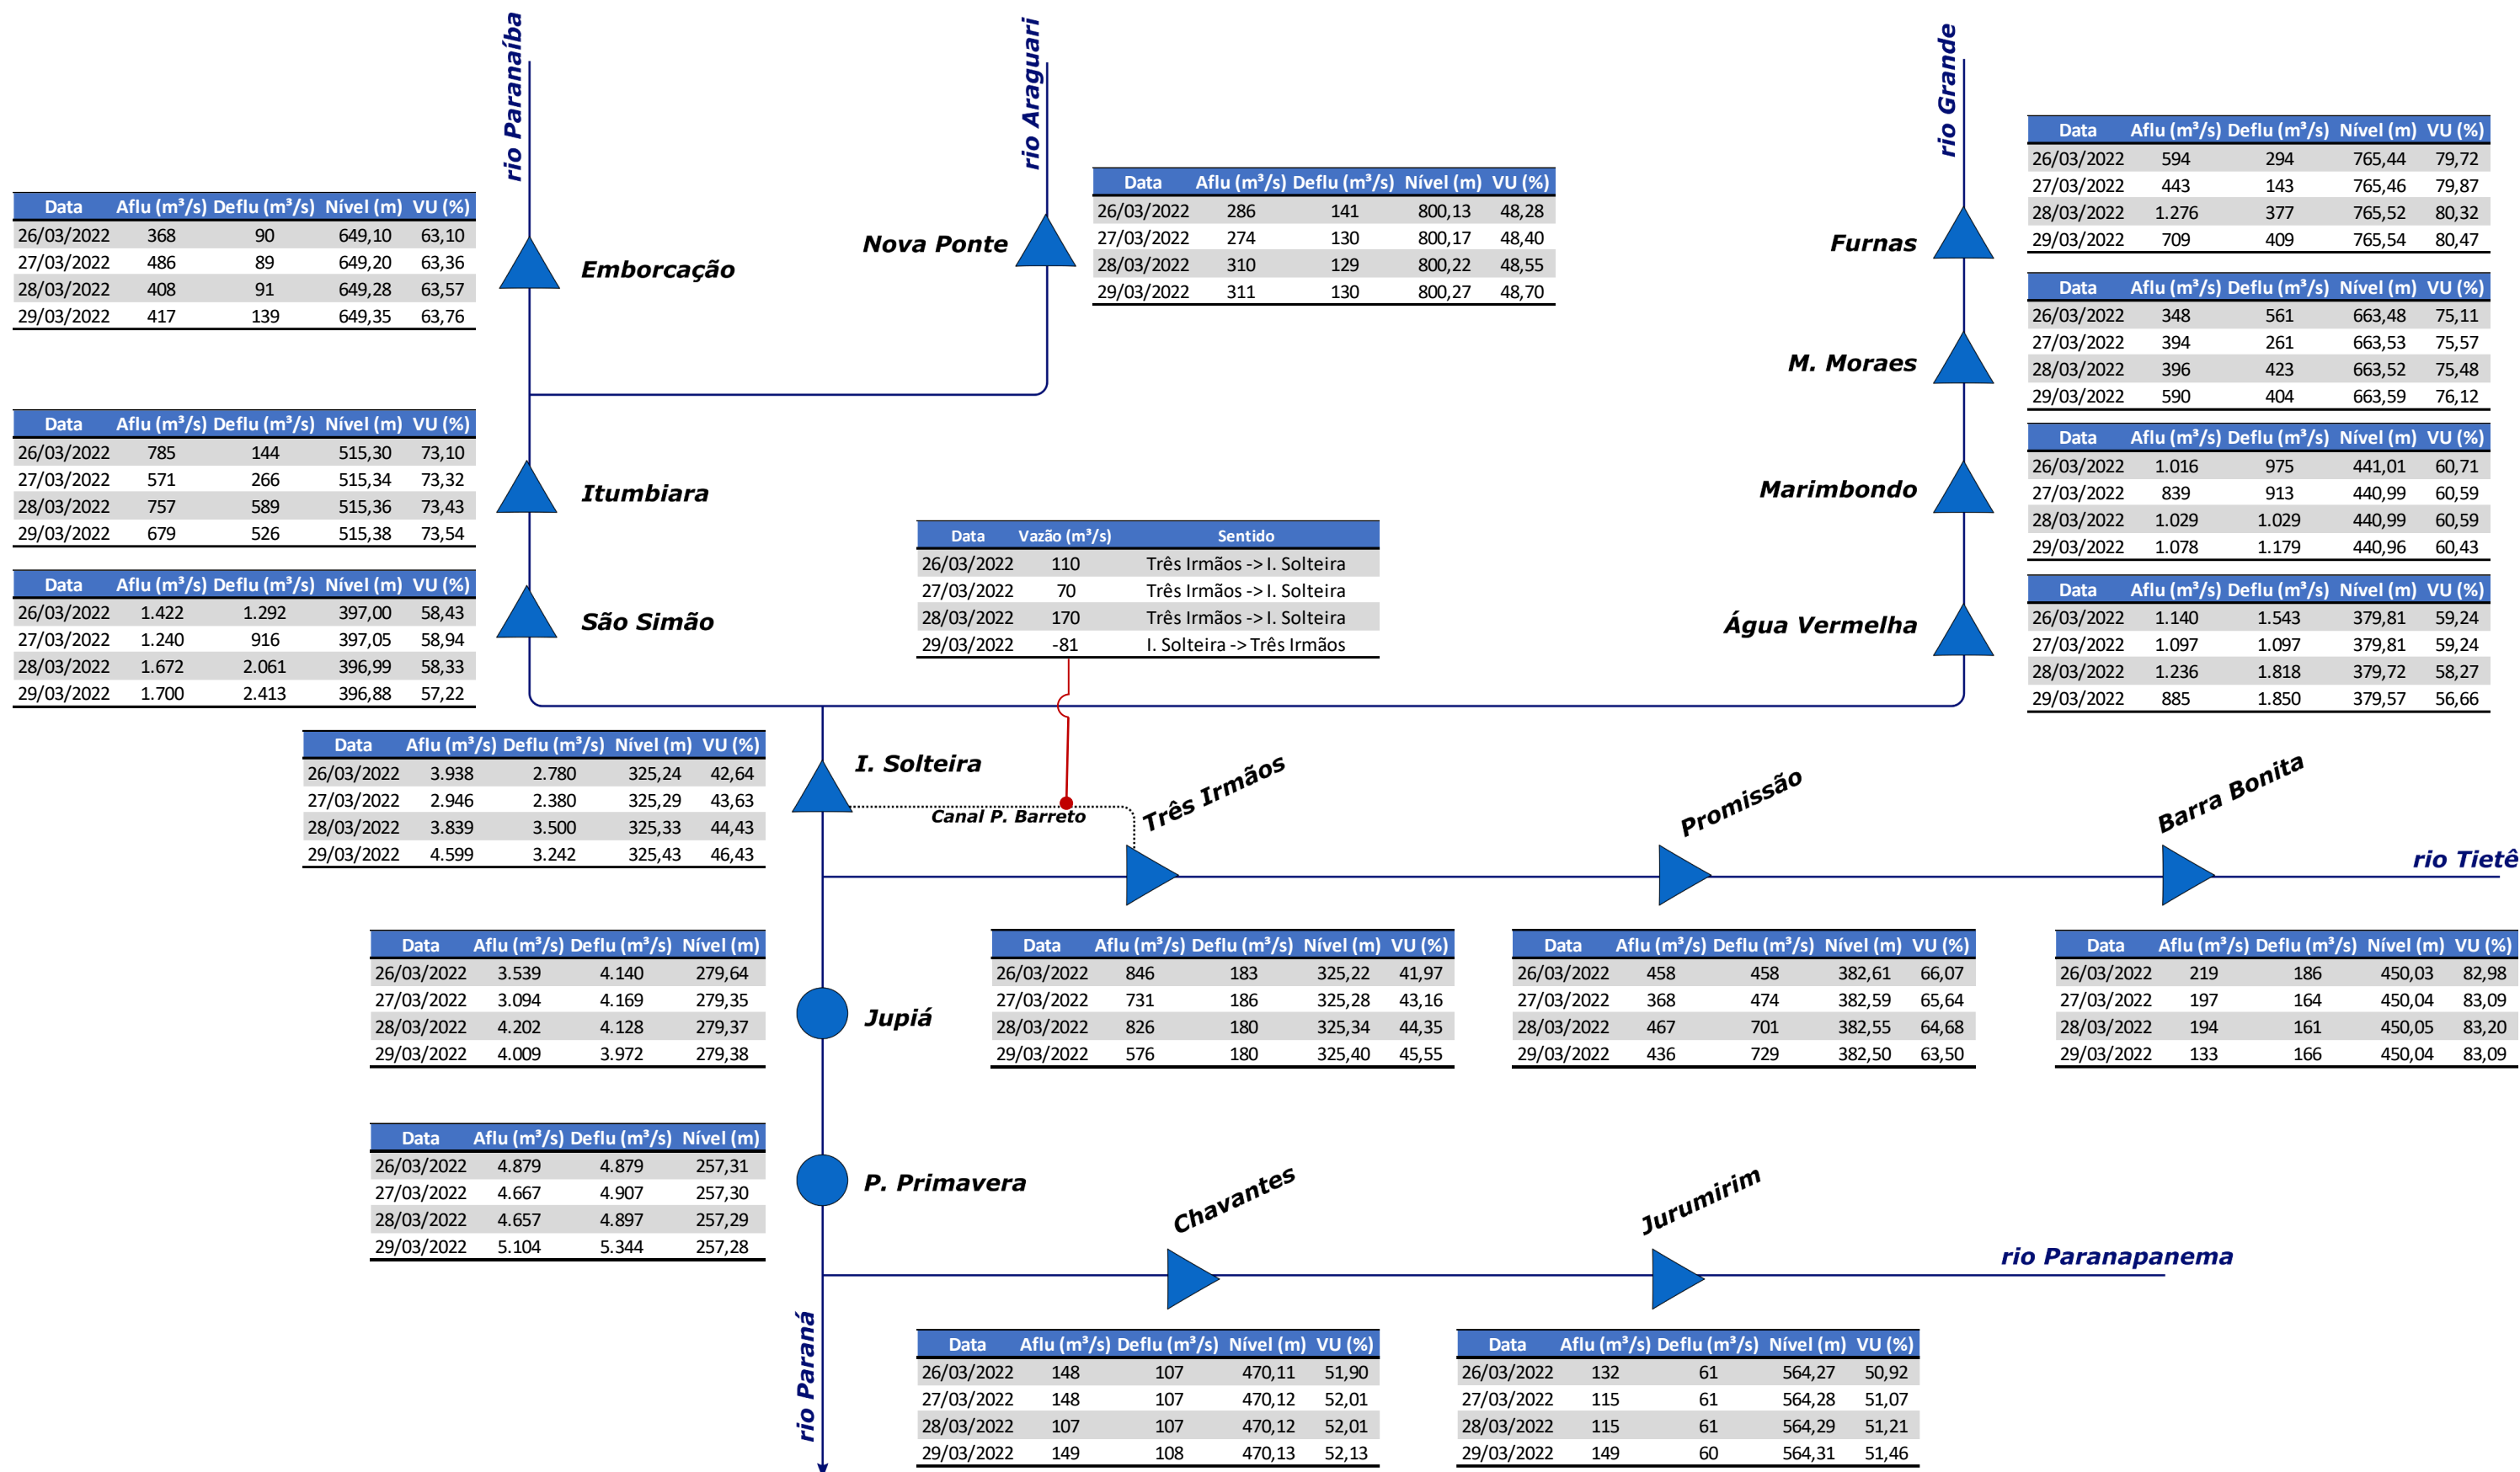 rio Paranaíba
rio Araguari
rio Grande
Data Aflu (m³/s) Deflu (m³/s) Nível (m) VU (%)
26/03/2022 594 294 765,44 79,72
27/03/2022 443 143 765,46 79,87
28/03/2022 1.276 377 765,52 80,32
29/03/2022 709 409 765,54 80,47
Furnas
Data Aflu (m³/s) Deflu (m³/s) Nível (m) VU (%)
26/03/2022 286 141 800,13 48,28
27/03/2022 274 130 800,17 48,40
28/03/2022 310 129 800,22 48,55
29/03/2022 311 130 800,27 48,70
Nova Ponte
Data Aflu (m³/s) Deflu (m³/s) Nível (m) VU (%)
26/03/2022 368 90 649,10 63,10
27/03/2022 486 89 649,20 63,36
28/03/2022 408 91 649,28 63,57
29/03/2022 417 139 649,35 63,76
Emborcação
Data Aflu (m³/s) Deflu (m³/s) Nível (m) VU (%)
26/03/2022 348 561 663,48 75,11
27/03/2022 394 261 663,53 75,57
28/03/2022 396 423 663,52 75,48
29/03/2022 590 404 663,59 76,12
M. Moraes
Data Aflu (m³/s) Deflu (m³/s) Nível (m) VU (%)
26/03/2022 785 144 515,30 73,10
27/03/2022 571 266 515,34 73,32
28/03/2022 757 589 515,36 73,43
29/03/2022 679 526 515,38 73,54
Itumbiara
Data Aflu (m³/s) Deflu (m³/s) Nível (m) VU (%)
26/03/2022 1.016 975 441,01 60,71
27/03/2022 839 913 440,99 60,59
28/03/2022 1.029 1.029 440,99 60,59
29/03/2022 1.078 1.179 440,96 60,43
Marimbondo
Data Vazão (m³/s) Sentido
26/03/2022 110 Três Irmãos -> I. Solteira
27/03/2022 70 Três Irmãos -> I. Solteira
28/03/2022 170 Três Irmãos -> I. Solteira
29/03/2022 -81 I. Solteira -> Três Irmãos
Data Aflu (m³/s) Deflu (m³/s) Nível (m) VU (%)
26/03/2022 1.422 1.292 397,00 58,43
27/03/2022 1.240 916 397,05 58,94
28/03/2022 1.672 2.061 396,99 58,33
29/03/2022 1.700 2.413 396,88 57,22
São Simão
Data Aflu (m³/s) Deflu (m³/s) Nível (m) VU (%)
26/03/2022 1.140 1.543 379,81 59,24
27/03/2022 1.097 1.097 379,81 59,24
28/03/2022 1.236 1.818 379,72 58,27
29/03/2022 885 1.850 379,57 56,66
Água Vermelha
Data Aflu (m³/s) Deflu (m³/s) Nível (m) VU (%)
26/03/2022 3.938 2.780 325,24 42,64
27/03/2022 2.946 2.380 325,29 43,63
28/03/2022 3.839 3.500 325,33 44,43
29/03/2022 4.599 3.242 325,43 46,43
I. Solteira
Canal P. Barreto
Três Irmãos
Promissão
Barra Bonita
rio Tietê
Data Aflu (m³/s) Deflu (m³/s) Nível (m)
26/03/2022 3.539 4.140 279,64
27/03/2022 3.094 4.169 279,35
28/03/2022 4.202 4.128 279,37
29/03/2022 4.009 3.972 279,38
Jupiá
Data Aflu (m³/s) Deflu (m³/s) Nível (m) VU (%)
26/03/2022 846 183 325,22 41,97
27/03/2022 731 186 325,28 43,16
28/03/2022 826 180 325,34 44,35
29/03/2022 576 180 325,40 45,55
Data Aflu (m³/s) Deflu (m³/s) Nível (m) VU (%)
26/03/2022 458 458 382,61 66,07
27/03/2022 368 474 382,59 65,64
28/03/2022 467 701 382,55 64,68
29/03/2022 436 729 382,50 63,50
Data Aflu (m³/s) Deflu (m³/s) Nível (m) VU (%)
26/03/2022 219 186 450,03 82,98
27/03/2022 197 164 450,04 83,09
28/03/2022 194 161 450,05 83,20
29/03/2022 133 166 450,04 83,09
Data Aflu (m³/s) Deflu (m³/s) Nível (m)
26/03/2022 4.879 4.879 257,31
27/03/2022 4.667 4.907 257,30
28/03/2022 4.657 4.897 257,29
29/03/2022 5.104 5.344 257,28
P. Primavera
Chavantes
Jurumirim
rio Paranapanema
rio Paraná
Data Aflu (m³/s) Deflu (m³/s) Nível (m) VU (%)
26/03/2022 148 107 470,11 51,90
27/03/2022 148 107 470,12 52,01
28/03/2022 107 107 470,12 52,01
29/03/2022 149 108 470,13 52,13
Data Aflu (m³/s) Deflu (m³/s) Nível (m) VU (%)
26/03/2022 132 61 564,27 50,92
27/03/2022 115 61 564,28 51,07
28/03/2022 115 61 564,29 51,21
29/03/2022 149 60 564,31 51,46